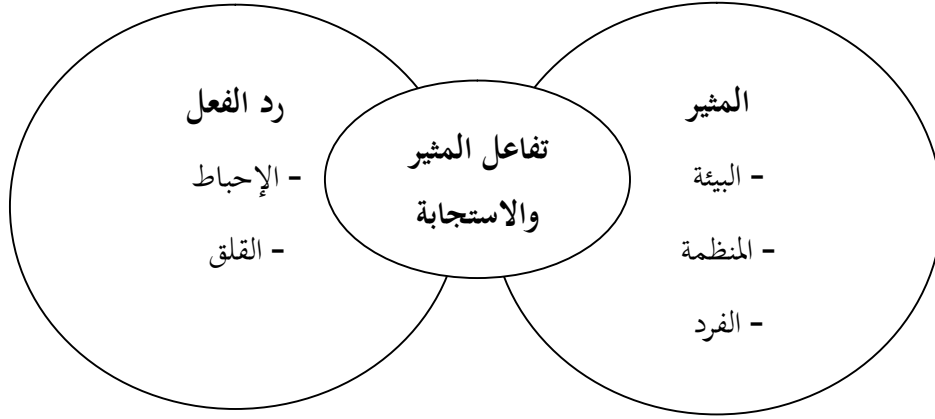 المثير
- البيئة
- المنظمة
- الفرد
تفاعل المثير
والاستجابة
رد الفعل
- الإحباط
- القلق